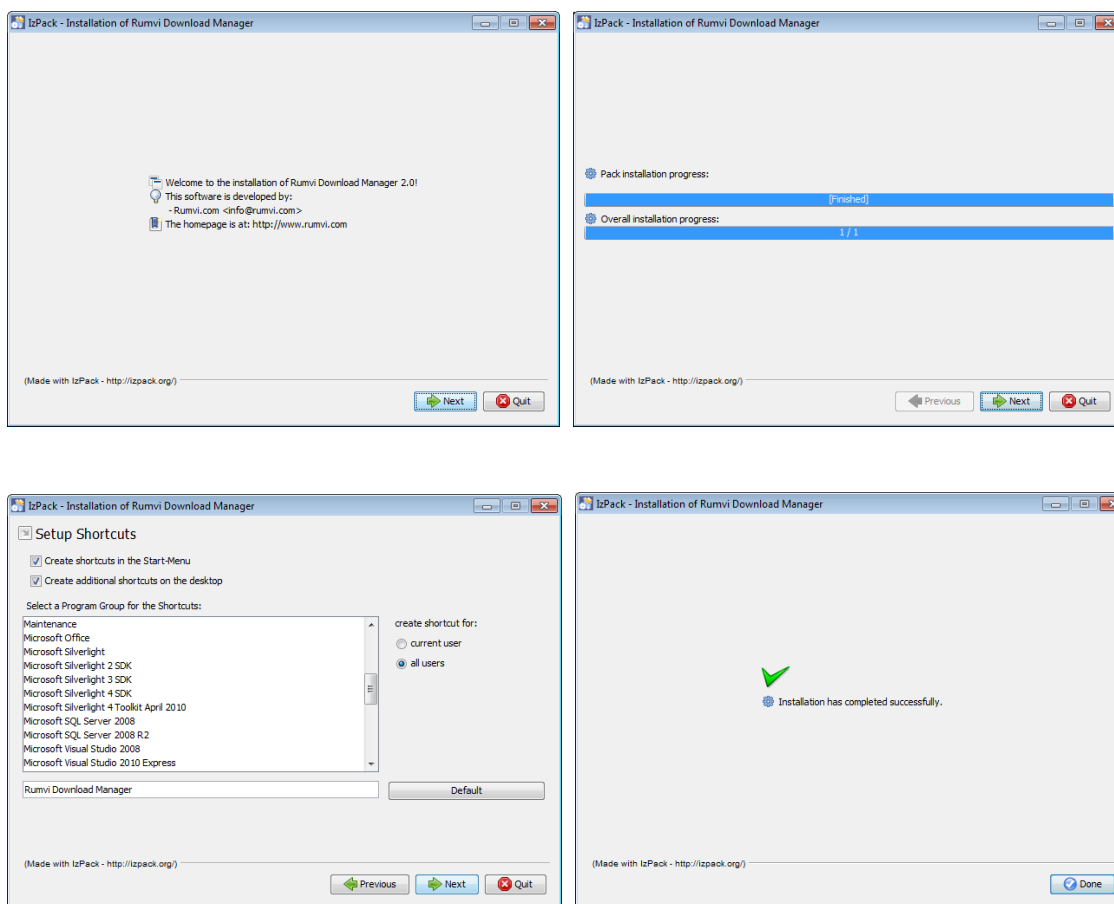 IzPack - Installation of Rumvi Download Manager
Welcome to the installation of Rumvi Download Manager 2.0!
This software is developed by:
- Rumvi.com <info@rumvi.com>
The homepage is at: http://www.rumvi.com
(Made with IzPack - http://izpack.org/)
Next Quit
IzPack - Installation of Rumvi Download Manager
Pack installation progress:
[Finished]
Overall installation progress:
1 / 1
(Made with IzPack - http://izpack.org/)
Previous Next Quit
IzPack - Installation of Rumvi Download Manager
Setup Shortcuts
Create shortcuts in the Start-Menu
Create additional shortcuts on the desktop
Select a Program Group for the Shortcuts:
Maintenance
Microsoft Office
Microsoft Silverlight
Microsoft Silverlight 2 SDK
Microsoft Silverlight 3 SDK
Microsoft Silverlight 4 SDK
Microsoft Silverlight 4 Toolkit April 2010
Microsoft SQL Server 2008
Microsoft SQL Server 2008 R2
Microsoft Visual Studio 2008
Microsoft Visual Studio 2010 Express
create shortcut for:
current user
all users
Rumvi Download Manager
Default
(Made with IzPack - http://izpack.org/)
Previous Next Quit
IzPack - Installation of Rumvi Download Manager
Installation has completed successfully.
(Made with IzPack - http://izpack.org/)
Done